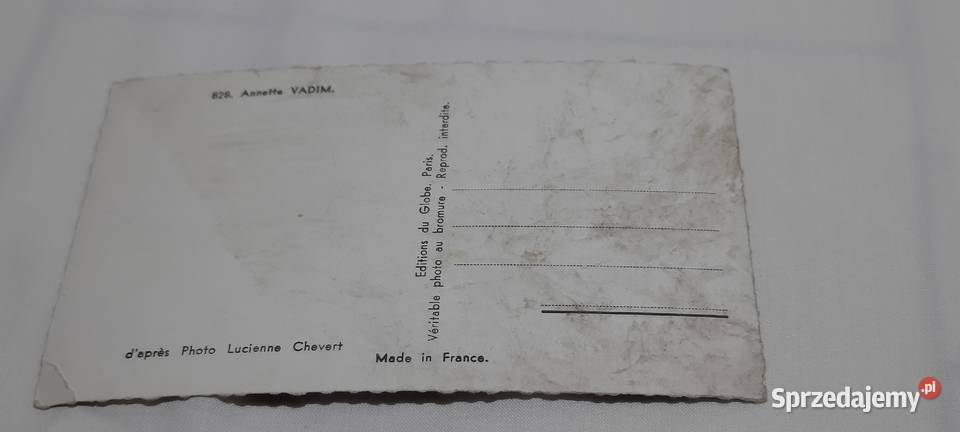 828. Annette VADIM.
Editions du Globe. Paris.
Véritable photo au bromure - Reprod. interdite.
d'après Photo Lucienne Chevert
Made in France.
Sprzedajemy.pl